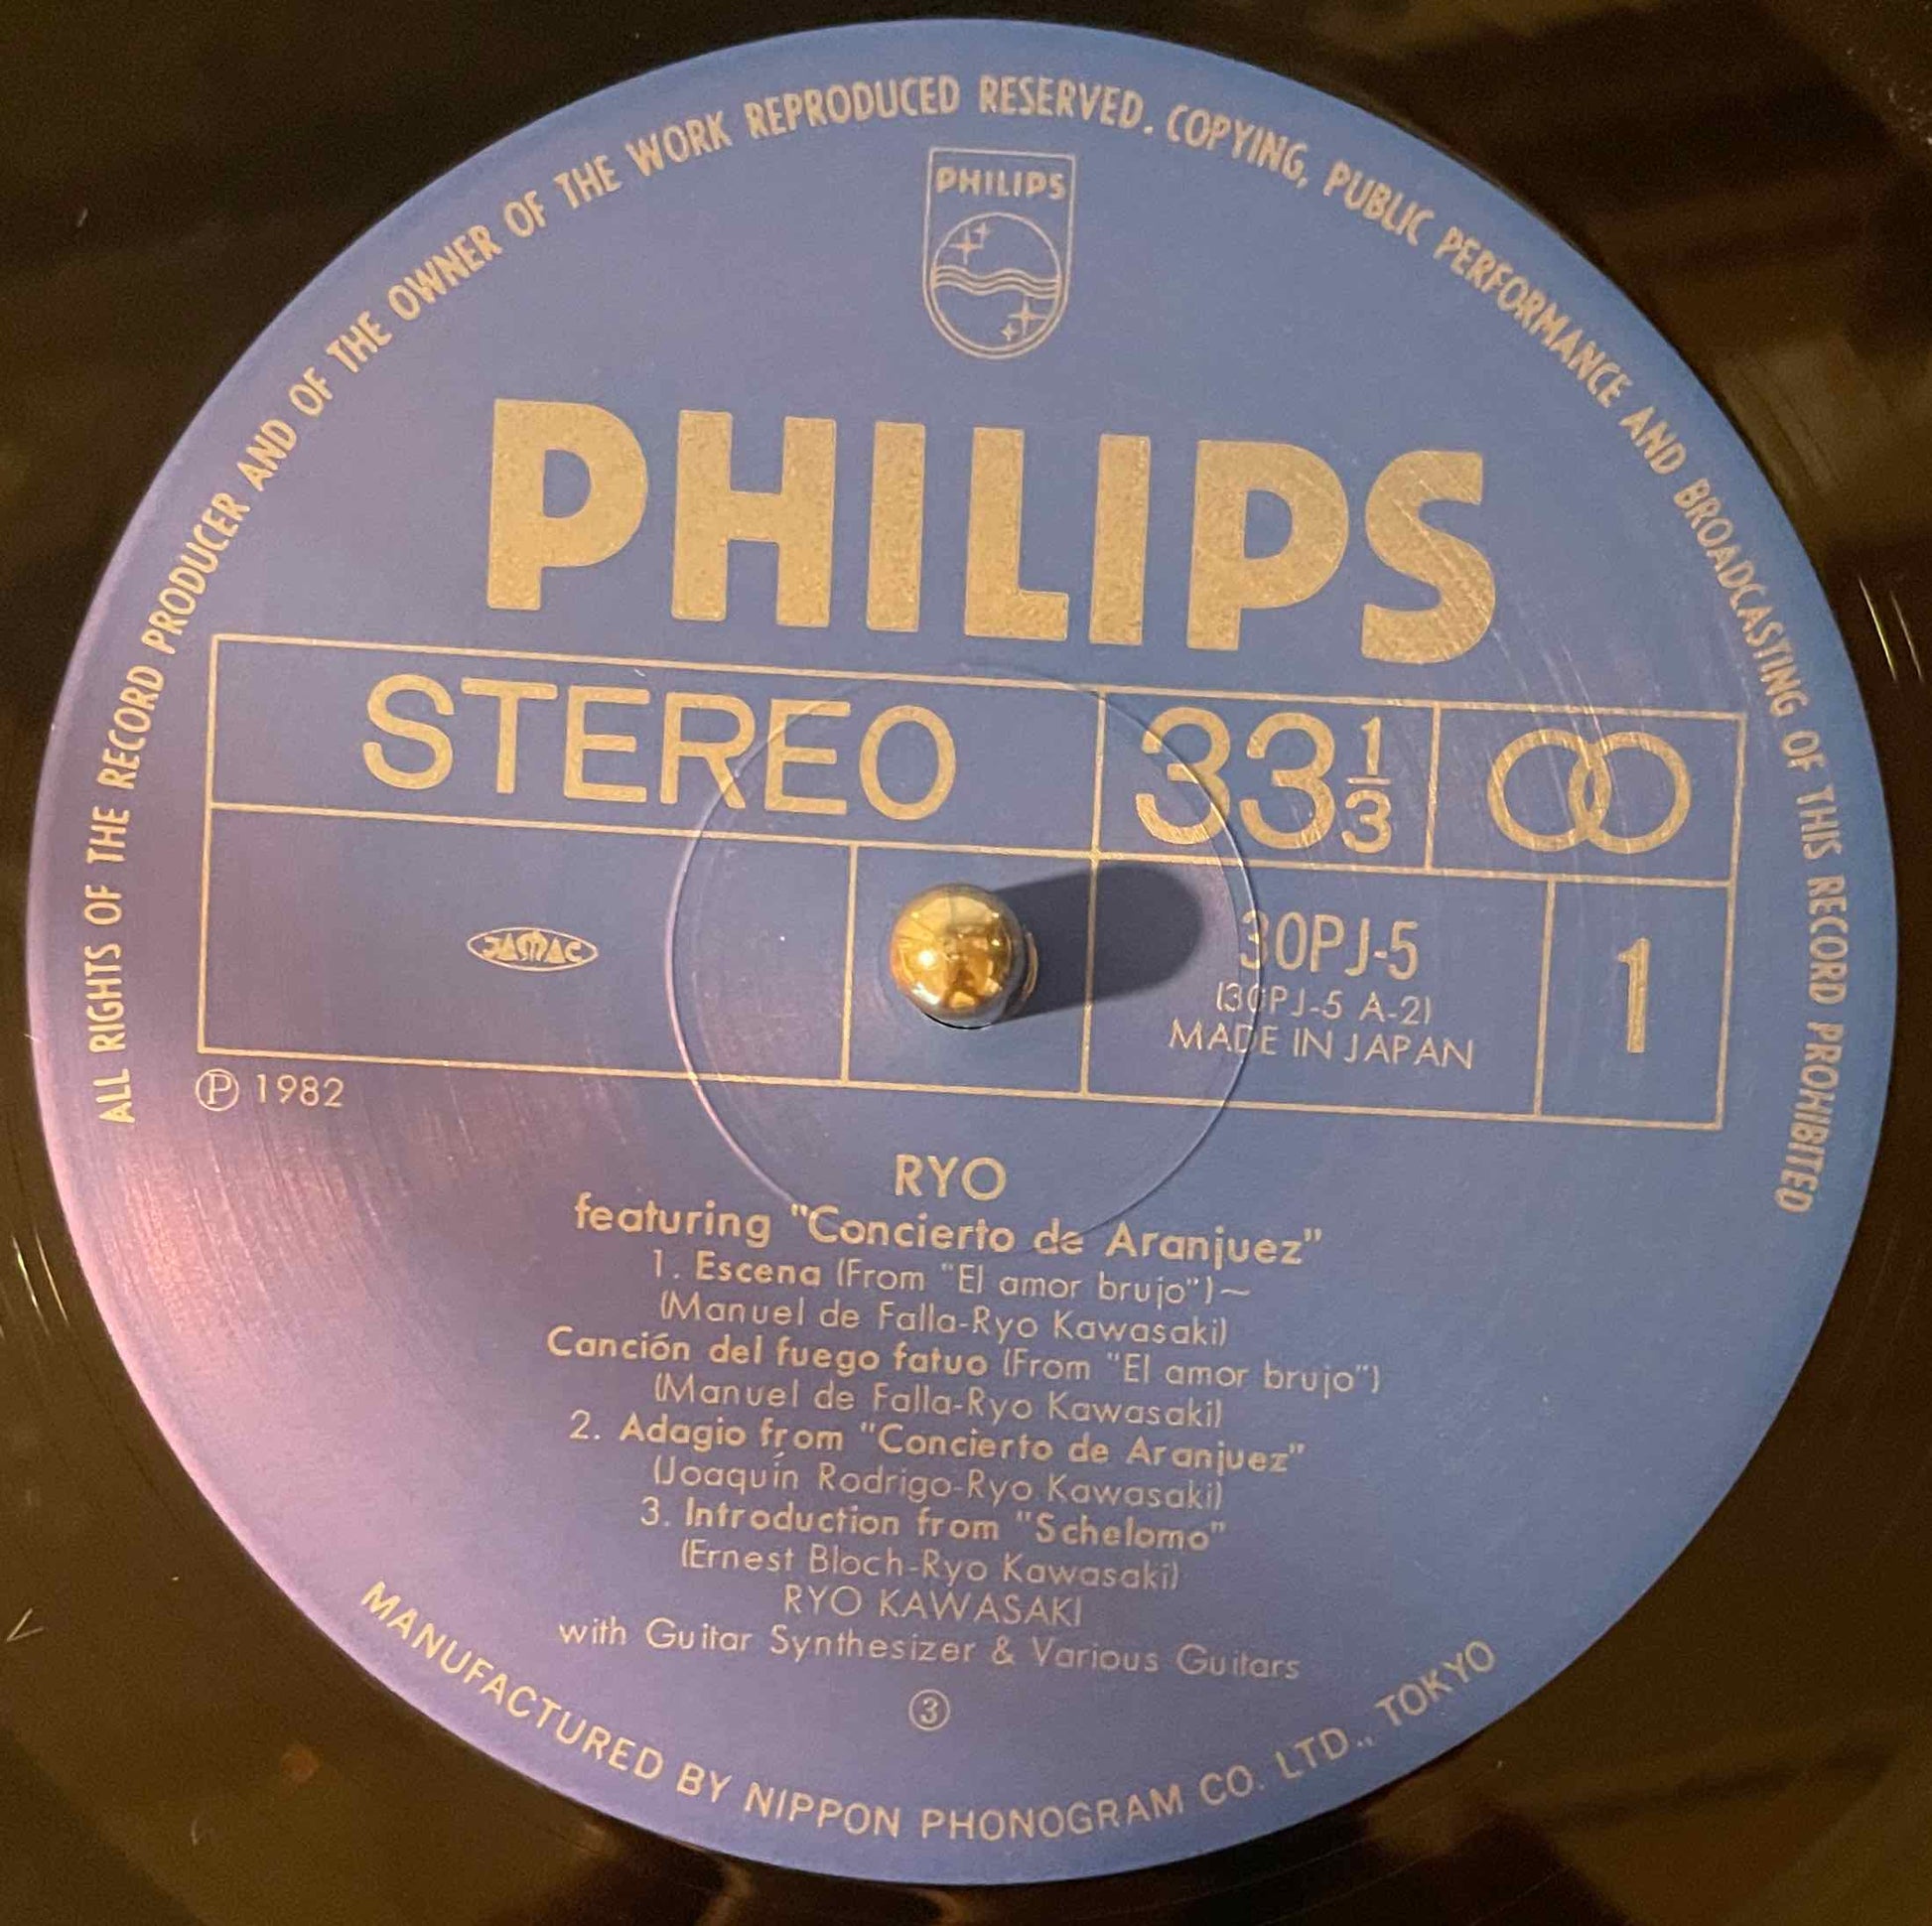 ALL RIGHTS OF THE RECORD PRODUCER AND OF THE OWNER OF THE WORK REPRODUCED RESERVED. COPYING, PUBLIC PERFORMANCE AND BROADCASTING OF THIS RECORD PROHIBITED
PHILIPS
PHILIPS
STEREO
33 1/3
JAMAC
30PJ-5
(30PJ-5 A-2)
MADE IN JAPAN
1
Ⓟ 1982
RYO
featuring "Concierto de Aranjuez"
1. Escena (From "El amor brujo")~
(Manuel de Falla-Ryo Kawasaki)
Canción del fuego fatuo (From "El amor brujo")
(Manuel de Falla-Ryo Kawasaki)
2. Adagio from "Concierto de Aranjuez"
(Joaquín Rodrigo-Ryo Kawasaki)
3. Introduction from "Schelomo"
(Ernest Bloch-Ryo Kawasaki)
RYO KAWASAKI
with Guitar Synthesizer & Various Guitars
③
MANUFACTURED BY NIPPON PHONOGRAM CO. LTD., TOKYO